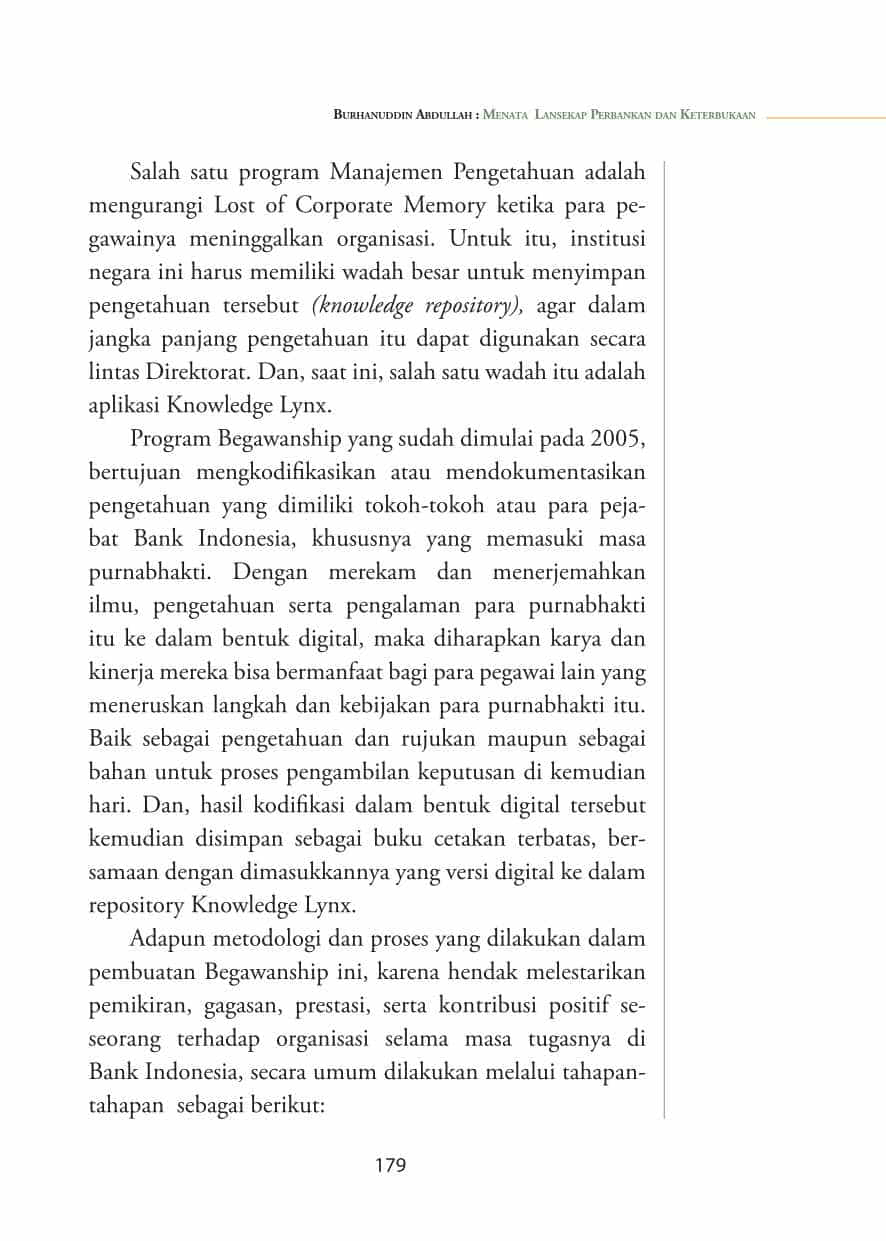 Burhanuddin Abdullah : Menata Lansekap Perbankan dan Keterbukaan
Salah satu program Manajemen Pengetahuan adalah
mengurangi Lost of Corporate Memory ketika para pe-
gawainya meninggalkan organisasi. Untuk itu, institusi
negara ini harus memiliki wadah besar untuk menyimpan
pengetahuan tersebut (knowledge repository), agar dalam
jangka panjang pengetahuan itu dapat digunakan secara
lintas Direktorat. Dan, saat ini, salah satu wadah itu adalah
aplikasi Knowledge Lynx.
Program Begawanship yang sudah dimulai pada 2005,
bertujuan mengkodifikasikan atau mendokumentasikan
pengetahuan yang dimiliki tokoh-tokoh atau para peja-
bat Bank Indonesia, khususnya yang memasuki masa
purnabhakti. Dengan merekam dan menerjemahkan
ilmu, pengetahuan serta pengalaman para purnabhakti
itu ke dalam bentuk digital, maka diharapkan karya dan
kinerja mereka bisa bermanfaat bagi para pegawai lain yang
meneruskan langkah dan kebijakan para purnabhakti itu.
Baik sebagai pengetahuan dan rujukan maupun sebagai
bahan untuk proses pengambilan keputusan di kemudian
hari. Dan, hasil kodifikasi dalam bentuk digital tersebut
kemudian disimpan sebagai buku cetakan terbatas, ber-
samaan dengan dimasukkannya yang versi digital ke dalam
repository Knowledge Lynx.
Adapun metodologi dan proses yang dilakukan dalam
pembuatan Begawanship ini, karena hendak melestarikan
pemikiran, gagasan, prestasi, serta kontribusi positif se-
seorang terhadap organisasi selama masa tugasnya di
Bank Indonesia, secara umum dilakukan melalui tahapan-
tahapan sebagai berikut:
179